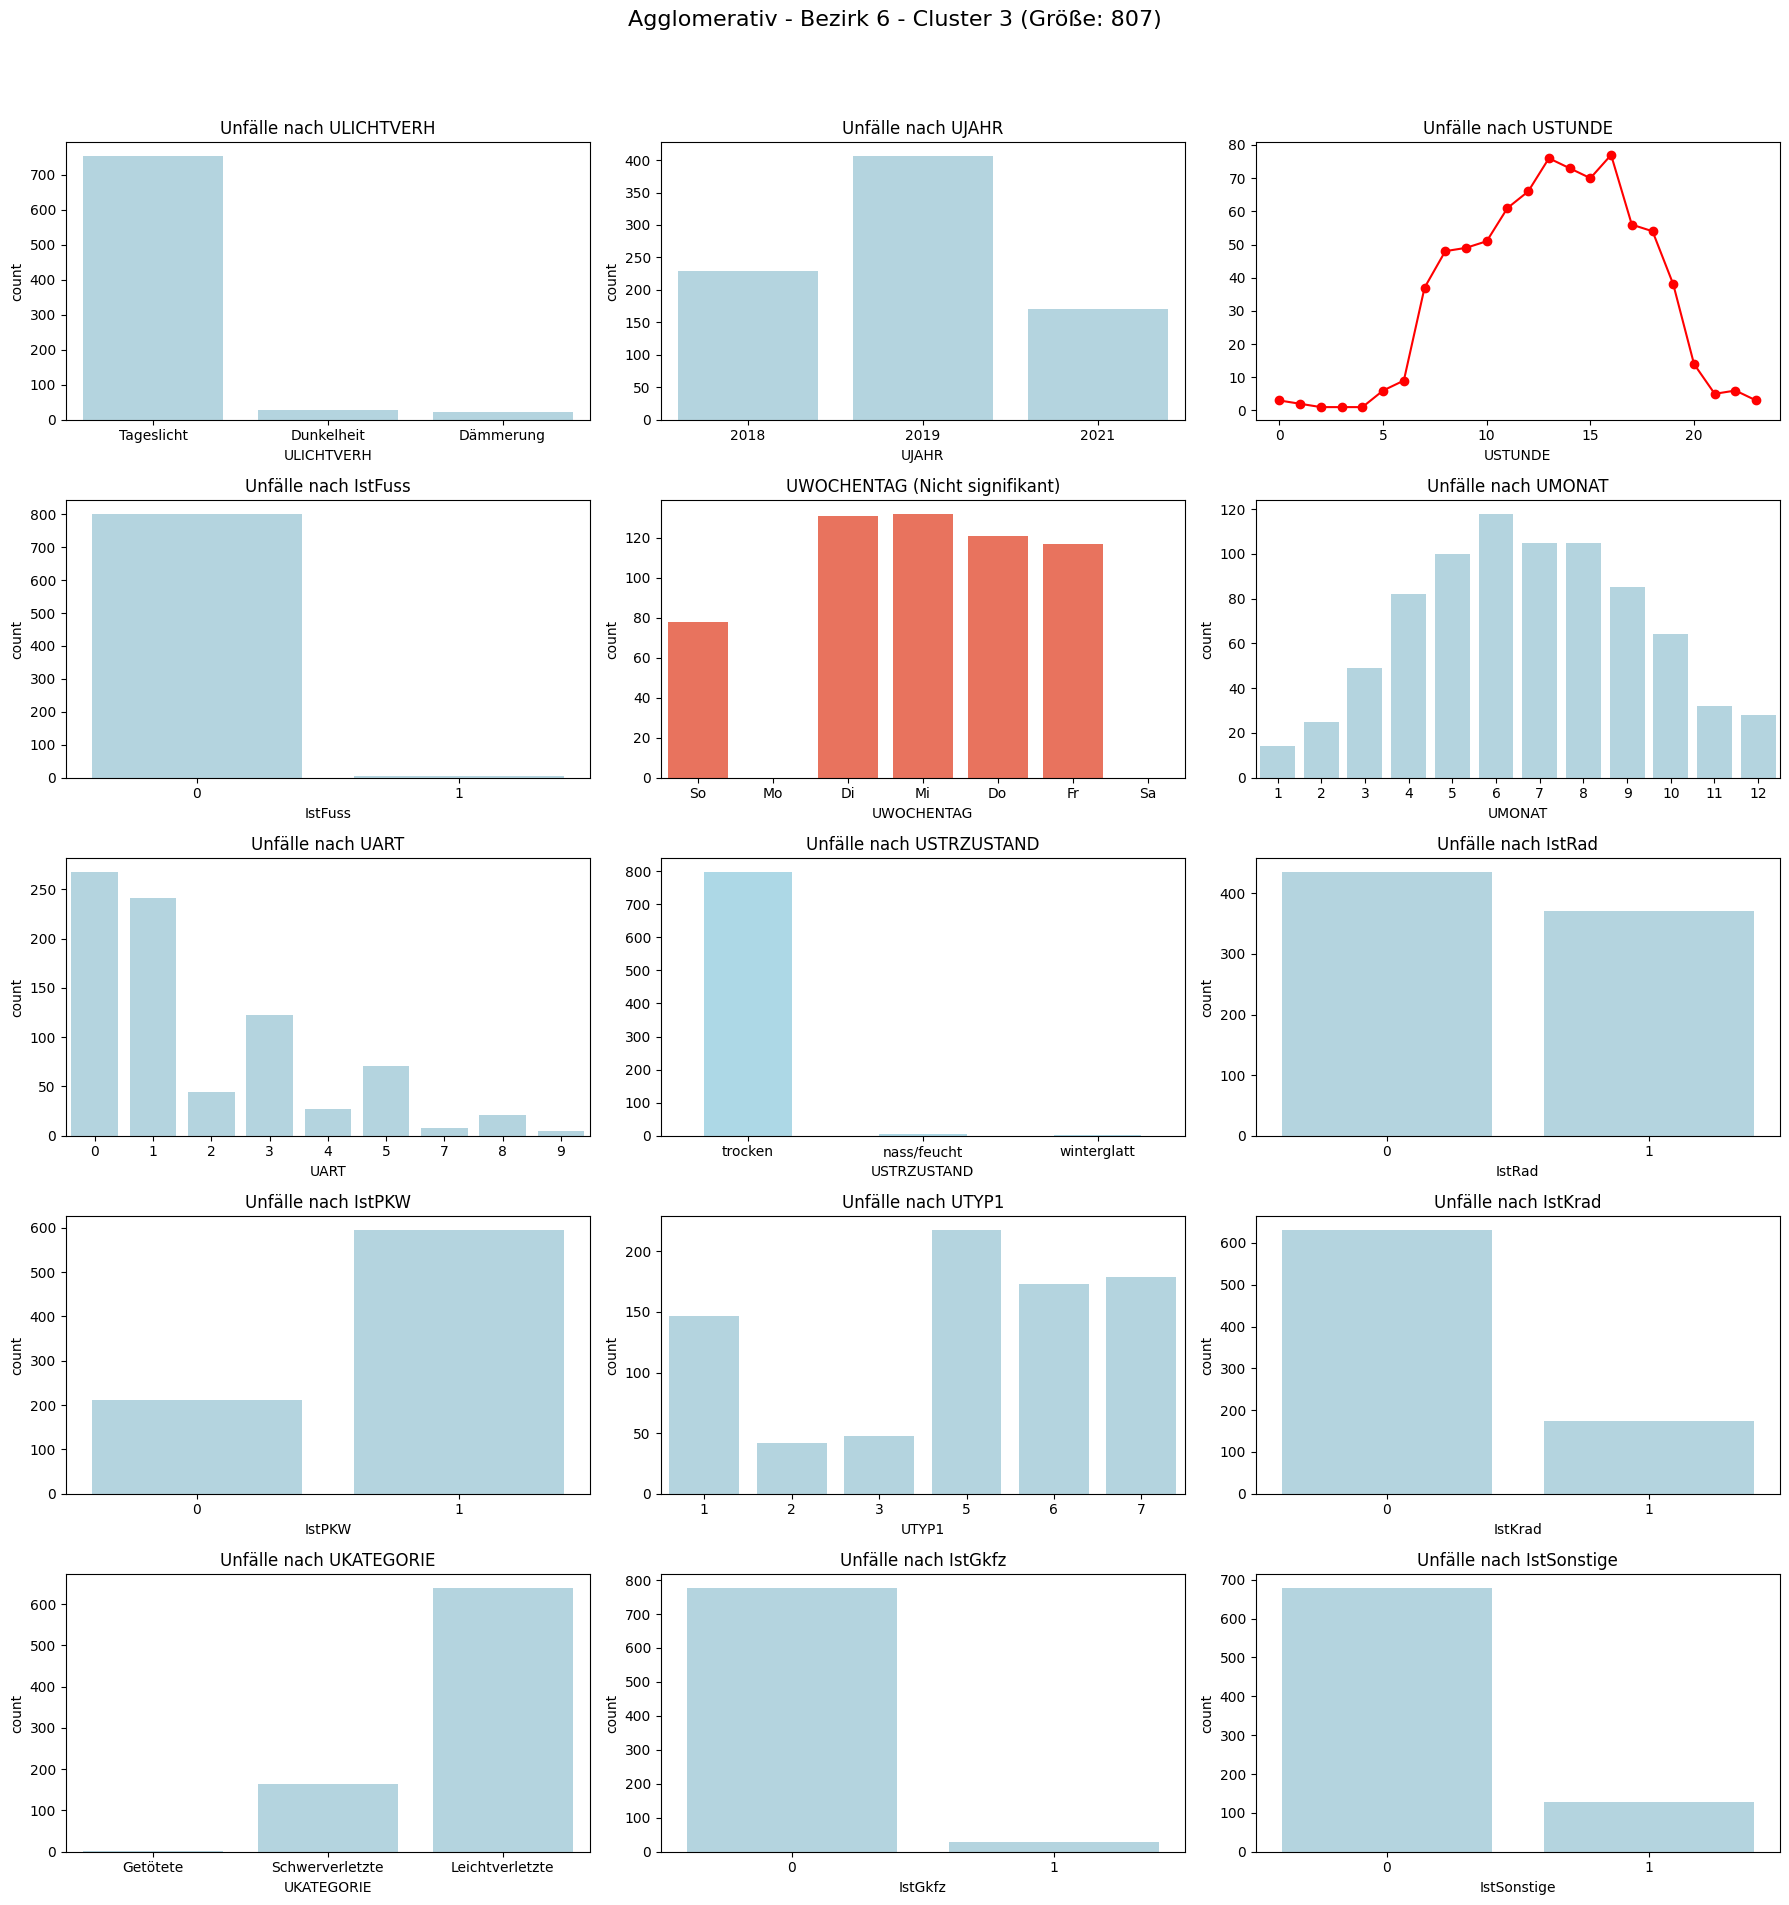 Agglomerativ - Bezirk 6 - Cluster 3 (Größe: 807)
Unfälle nach ULICHTVERH
700
600
500
400
300
200
100
0
count
Tageslicht Dunkelheit Dämmerung
ULICHTVERH
Unfälle nach UJAHR
400
350
300
250
200
150
100
50
0
count
2018 2019 2021
UJAHR
Unfälle nach USTUNDE
80
70
60
50
40
30
20
10
0
0 5 10 15 20
USTUNDE
Unfälle nach IstFuss
800
700
600
500
400
300
200
100
0
count
0 1
IstFuss
UWOCHENTAG (Nicht signifikant)
120
100
80
60
40
20
0
count
So Mo Di Mi Do Fr Sa
UWOCHENTAG
Unfälle nach UMONAT
120
100
80
60
40
20
0
count
1 2 3 4 5 6 7 8 9 10 11 12
UMONAT
Unfälle nach UART
250
200
150
100
50
0
count
0 1 2 3 4 5 7 8 9
UART
Unfälle nach USTRZUSTAND
800
700
600
500
400
300
200
100
0
trocken nass/feucht winterglatt
USTRZUSTAND
Unfälle nach IstRad
400
300
200
100
0
count
0 1
IstRad
Unfälle nach IstPKW
600
500
400
300
200
100
0
count
0 1
IstPKW
Unfälle nach UTYP1
200
150
100
50
0
count
1 2 3 5 6 7
UTYP1
Unfälle nach IstKrad
600
500
400
300
200
100
0
count
0 1
IstKrad
Unfälle nach UKATEGORIE
600
500
400
300
200
100
0
count
Getötete Schwerverletzte Leichtverletzte
UKATEGORIE
Unfälle nach IstGkfz
800
700
600
500
400
300
200
100
0
count
0 1
IstGkfz
Unfälle nach IstSonstige
700
600
500
400
300
200
100
0
count
0 1
IstSonstige